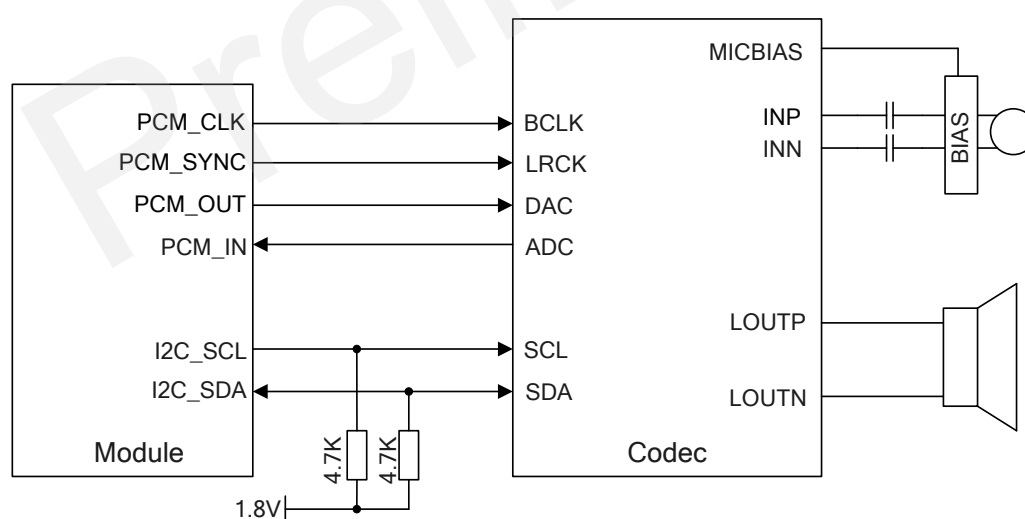 MICBIAS
PCM_CLK
BCLK
INP
PCM_SYNC
LRCK
INN
BIAS
PCM_OUT
DAC
PCM_IN
ADC
LOUTP
I2C_SCL
SCL
I2C_SDA
SDA
LOUTN
Module
4.7K
4.7K
Codec
1.8V